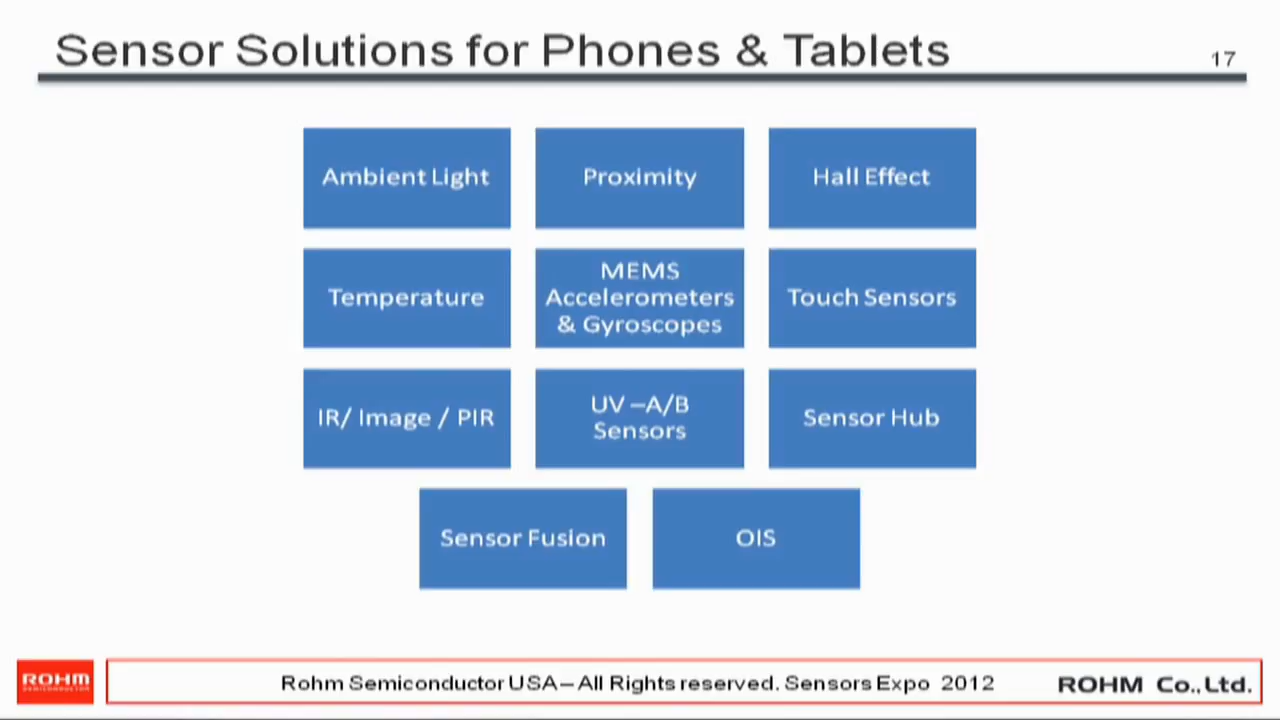 Sensor Solutions for Phones & Tablets
17
Ambient Light
Proximity
Hall Effect
Temperature
MEMS
Accelerometers
& Gyroscopes
Touch Sensors
IR/ Image / PIR
UV –A/B
Sensors
Sensor Hub
Sensor Fusion
OIS
ROHM
SEMICONDUCTOR
Rohm Semiconductor USA– All Rights reserved. Sensors Expo 2012
ROHM Co., Ltd.